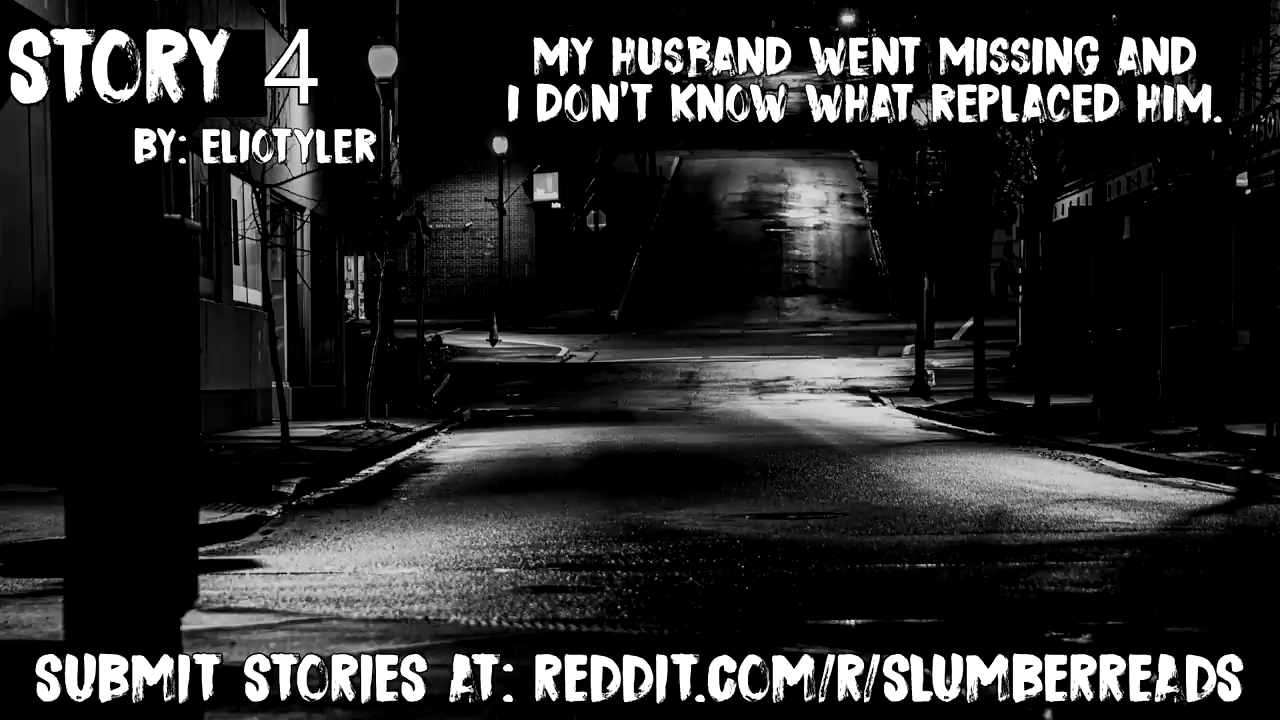 STORY 4
BY: ELIOTYLER
MY HUSBAND WENT MISSING AND
I DON'T KNOW WHAT REPLACED HIM.
SUBMIT STORIES AT: REDDIT.COM/R/SLUMBERREADS